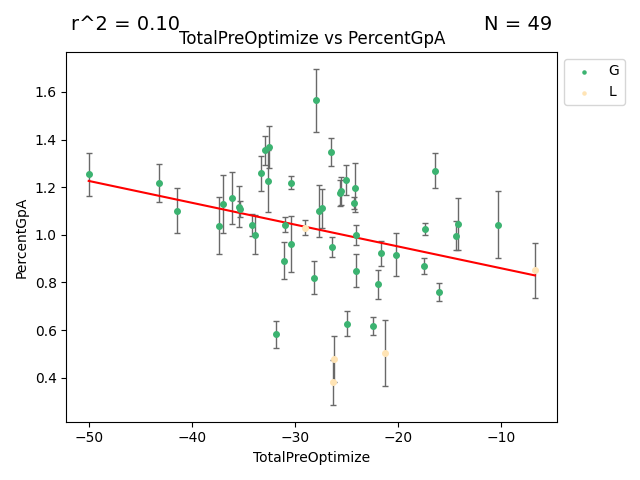 r^2 = 0.10
N = 49
TotalPreOptimize vs PercentGpA
G
L
PercentGpA
1.6
1.4
1.2
1.0
0.8
0.6
0.4
−50
−40
−30
−20
−10
TotalPreOptimize